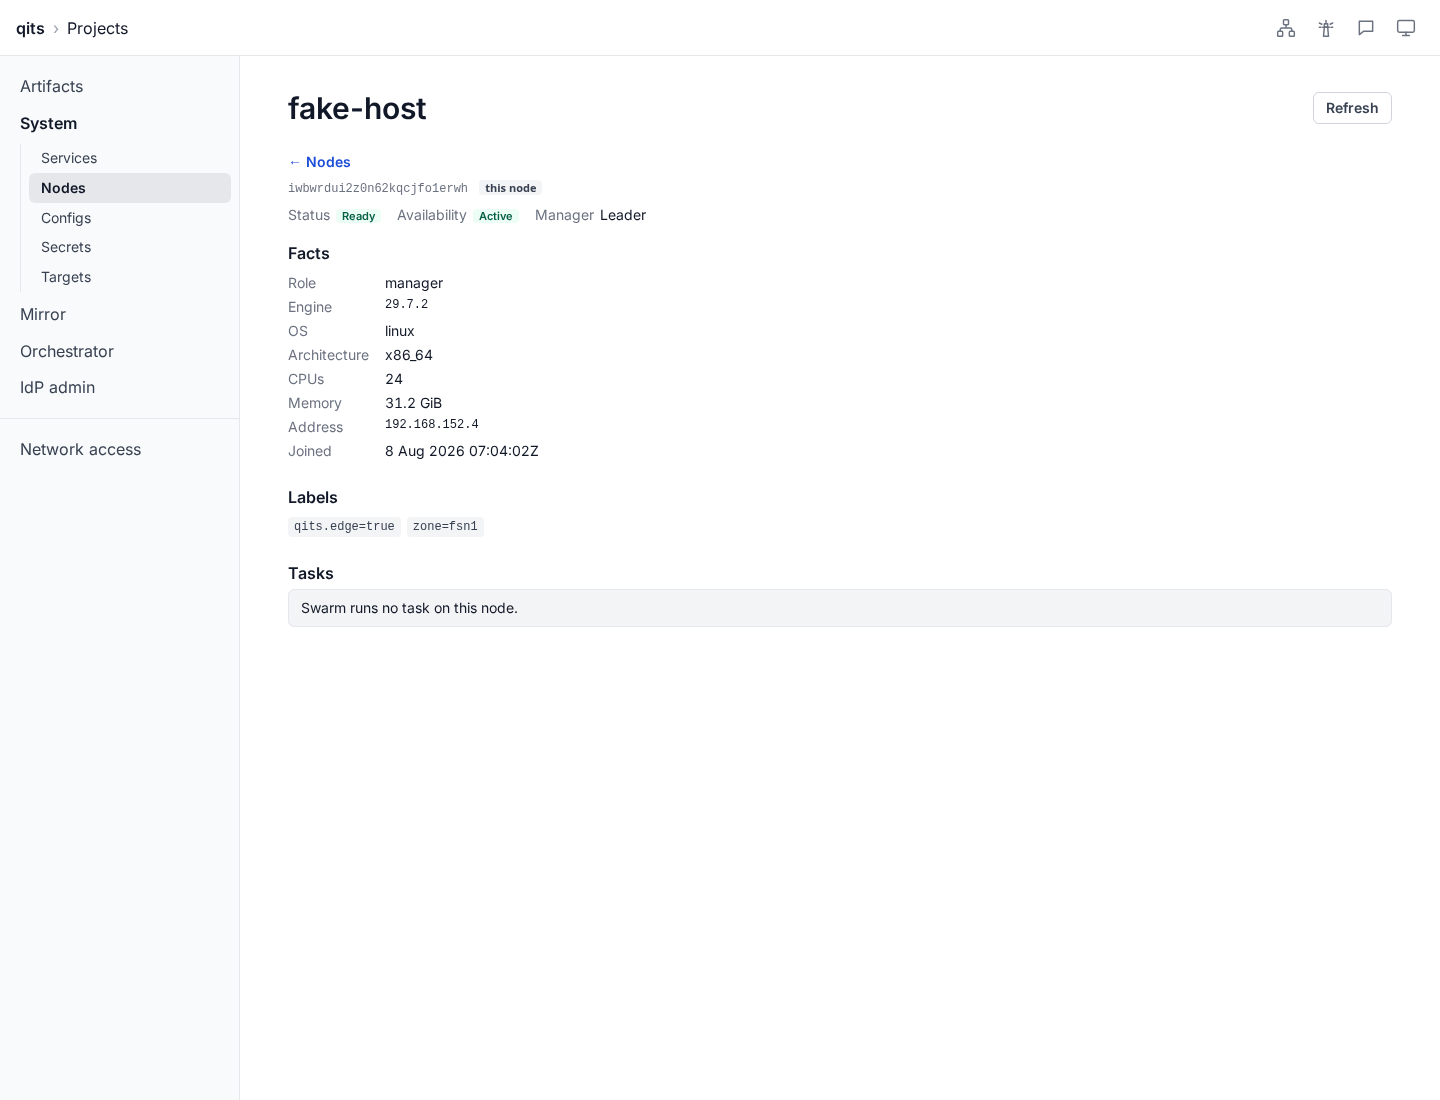 qits › Projects
Artifacts
System
Services
Nodes
Configs
Secrets
Targets
Mirror
Orchestrator
IdP admin
Network access
fake-host
Refresh
← Nodes
iwbwrdui2z0n62kqcjfo1erwh this node
Status Ready Availability Active Manager Leader
Facts
Role manager
Engine 29.7.2
OS linux
Architecture x86_64
CPUs 24
Memory 31.2 GiB
Address 192.168.152.4
Joined 8 Aug 2026 07:04:02Z
Labels
qits.edge=true zone=fsn1
Tasks
Swarm runs no task on this node.